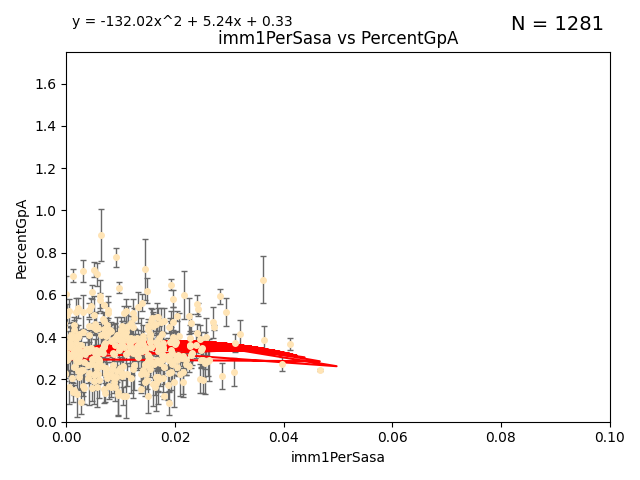 y = -132.02x^2 + 5.24x + 0.33
N = 1281
imm1PerSasa vs PercentGpA
PercentGpA
1.6
1.4
1.2
1.0
0.8
0.6
0.4
0.2
0.0
0.00 0.02 0.04 0.06 0.08 0.10
imm1PerSasa